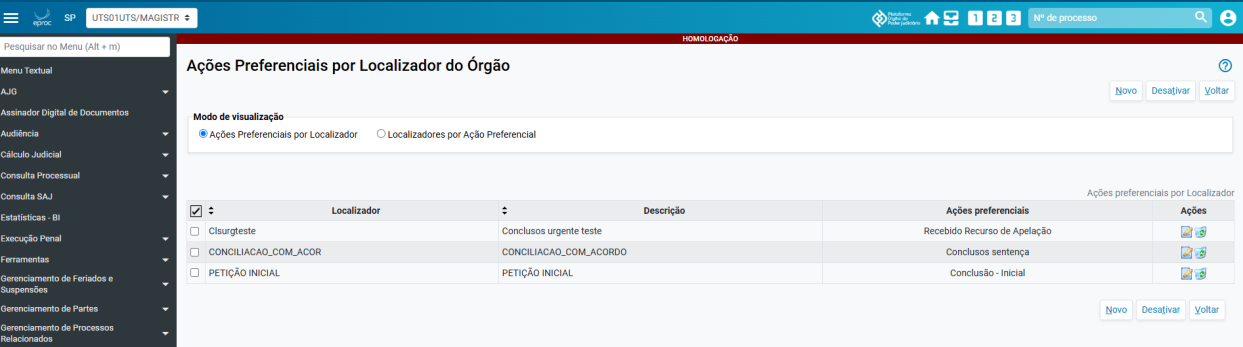 eproc
SP
UTS01UTS/MAGISTR
Plataforma Digital do Poder Judiciário
1 2 3
Nº de processo
HOMOLOGAÇÃO
Pesquisar no Menu (Alt + m)
Menu Textual
AJG
Assinador Digital de Documentos
Audiência
Cálculo Judicial
Consulta Processual
Consulta SAJ
Estatísticas - BI
Execução Penal
Ferramentas
Gerenciamento de Feriados e
Suspensões
Gerenciamento de Partes
Gerenciamento de Processos
Relacionados
Ações Preferenciais por Localizador do Órgão
Novo Desativar Voltar
Modo de visualização
Ações Preferenciais por Localizador Localizadores por Ação Preferencial
Ações preferenciais por Localizador
Localizador Descrição Ações preferenciais Ações
Clsurgteste Conclusos urgente teste Recebido Recurso de Apelação
CONCILIACAO_COM_ACOR CONCILIACAO_COM_ACORDO Conclusos sentença
PETIÇÃO INICIAL PETIÇÃO INICIAL Conclusão - Inicial
Novo Desativar Voltar